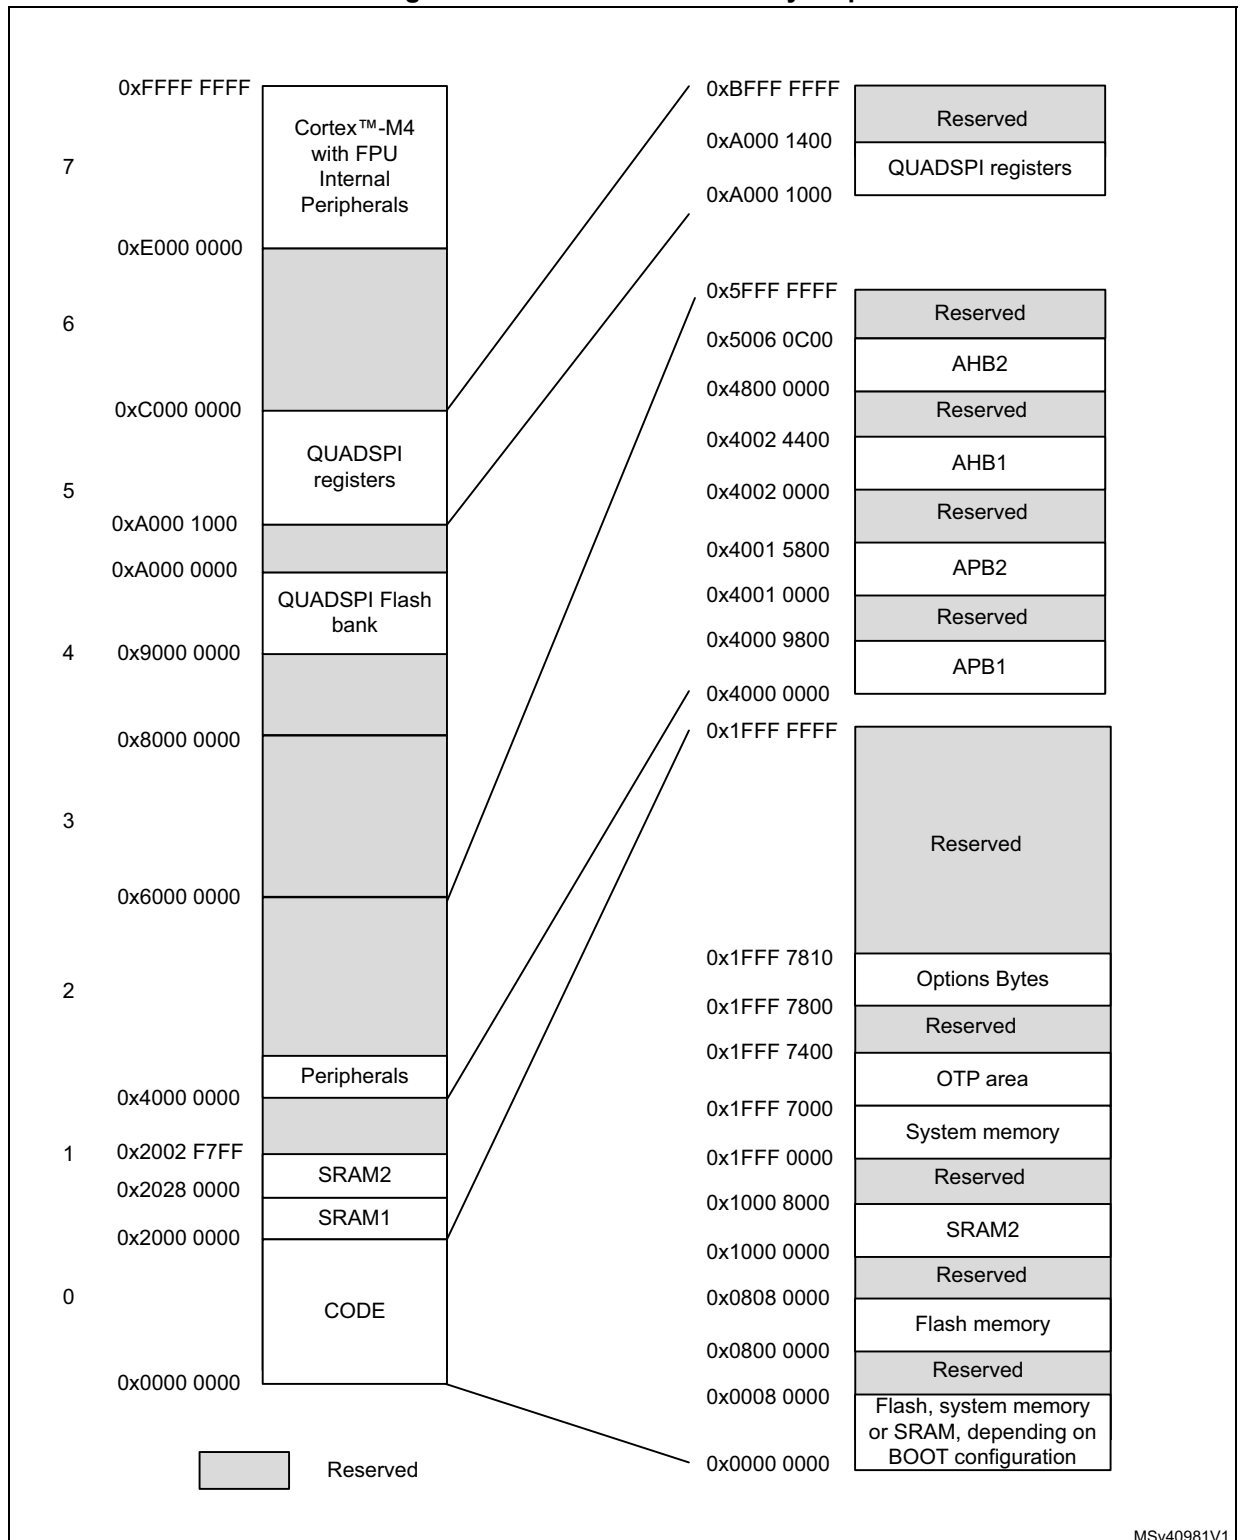 0xFFFF FFFF
Cortex™-M4
with FPU
Internal
Peripherals
7
0xE000 0000
6
0xC000 0000
QUADSPI
registers
5
0xA000 1000
0xA000 0000
QUADSPI Flash
bank
4
0x9000 0000
0x8000 0000
3
0x6000 0000
2
Peripherals
0x4000 0000
1
0x2002 F7FF
SRAM2
0x2028 0000
SRAM1
0x2000 0000
CODE
0
0x0000 0000
Reserved
0xBFFF FFFF
Reserved
0xA000 1400
QUADSPI registers
0xA000 1000
0x5FFF FFFF
Reserved
0x5006 0C00
AHB2
0x4800 0000
Reserved
0x4002 4400
AHB1
0x4002 0000
Reserved
0x4001 5800
APB2
0x4001 0000
Reserved
0x4000 9800
APB1
0x4000 0000
0x1FFF FFFF
Reserved
0x1FFF 7810
Options Bytes
0x1FFF 7800
Reserved
0x1FFF 7400
OTP area
0x1FFF 7000
System memory
0x1FFF 0000
Reserved
0x1000 8000
SRAM2
0x1000 0000
Reserved
0x0808 0000
Flash memory
0x0800 0000
Reserved
0x0008 0000
Flash, system memory
or SRAM, depending on
BOOT configuration
0x0000 0000
MSv40981V1